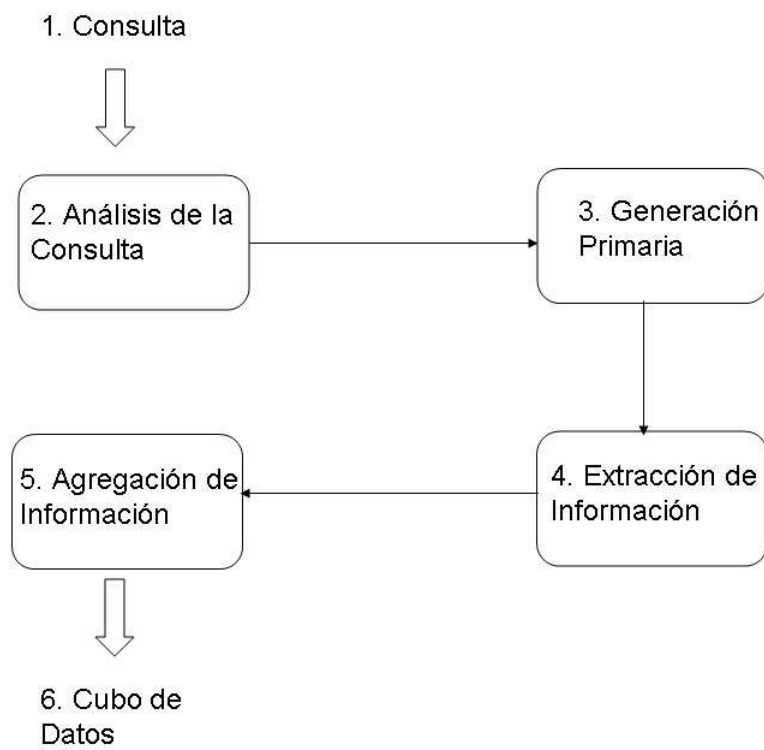 1. Consulta
2. Análisis de la
Consulta
3. Generación
Primaria
4. Extracción de
Información
5. Agregación de
Información
6. Cubo de
Datos